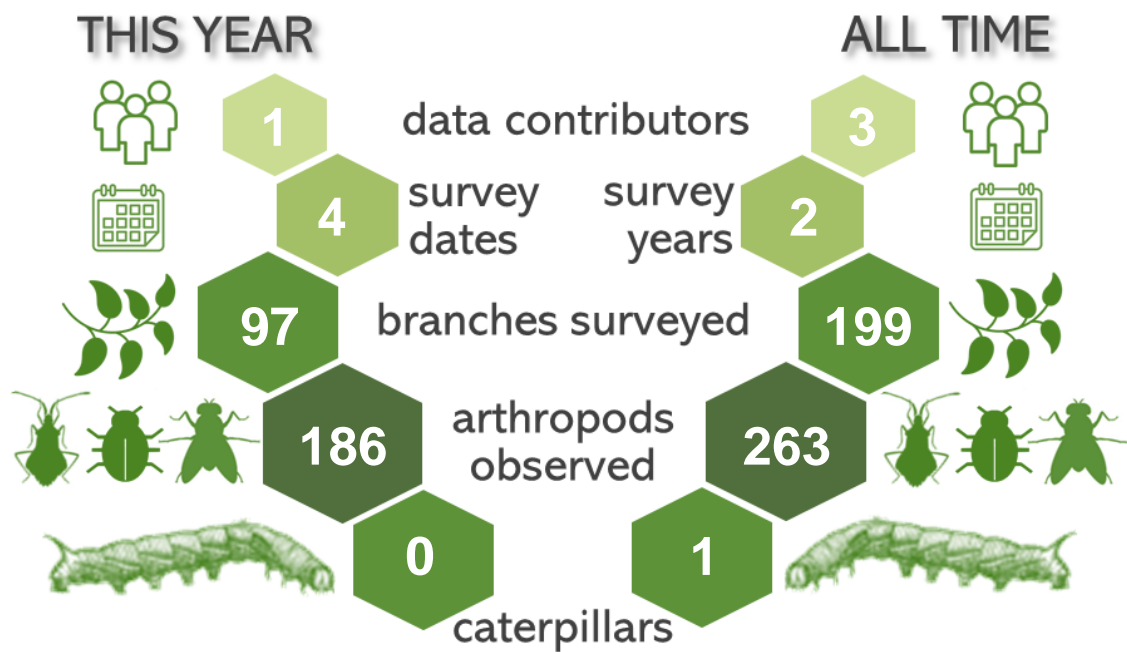 THIS YEAR
ALL TIME
1 data contributors 3
4 survey dates
survey years 2
97 branches surveyed 199
186 arthropods observed 263
0 caterpillars 1